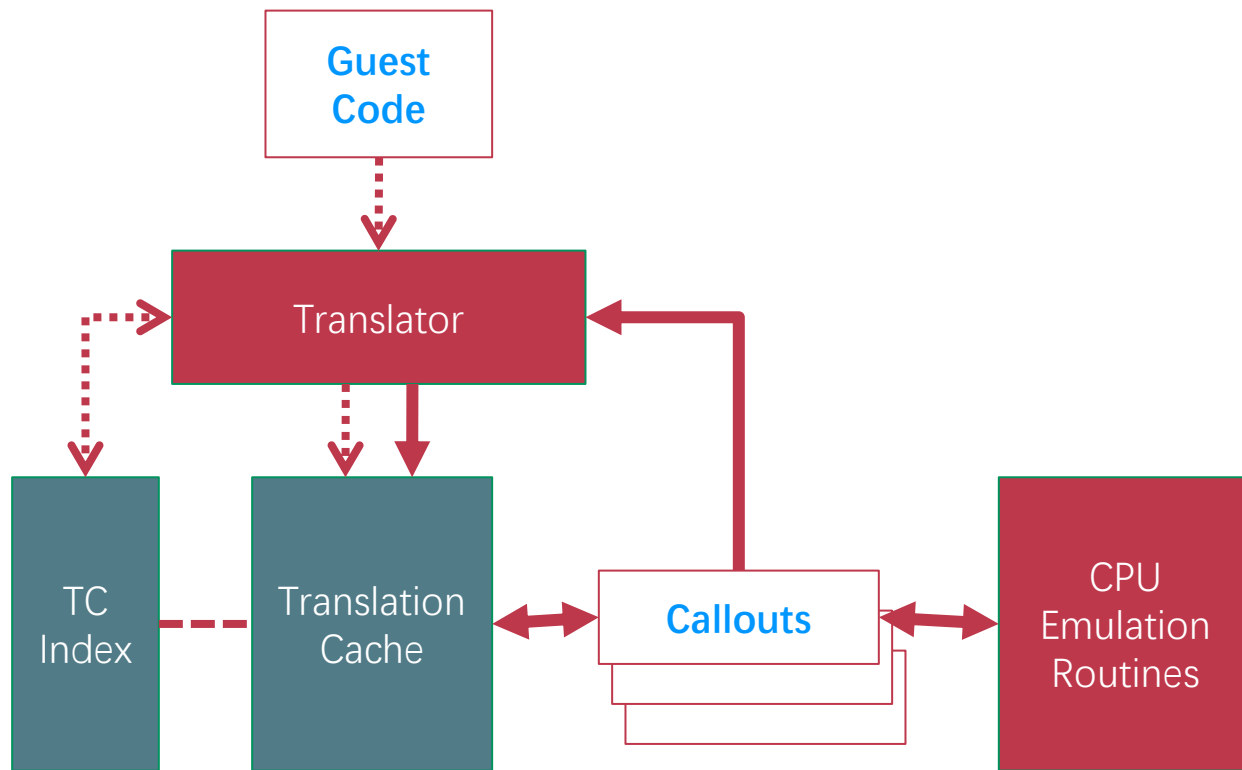 Guest
Code
Translator
TC
Index
Translation
Cache
Callouts
CPU
Emulation
Routines